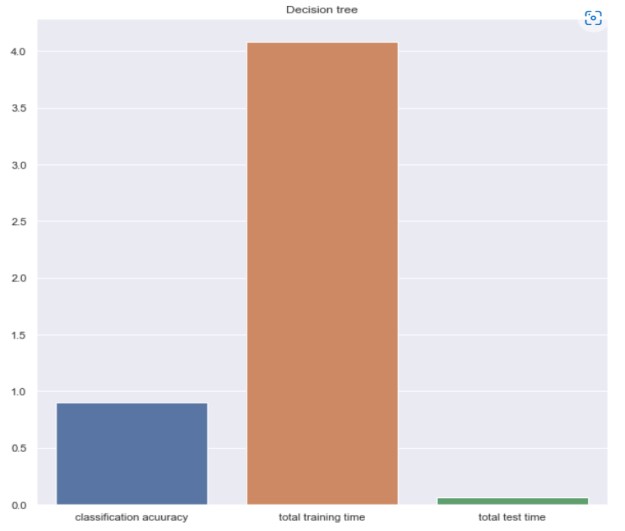 Decision tree
4.0
3.5
3.0
2.5
2.0
1.5
1.0
0.5
0.0
classification acuuracy
total training time
total test time